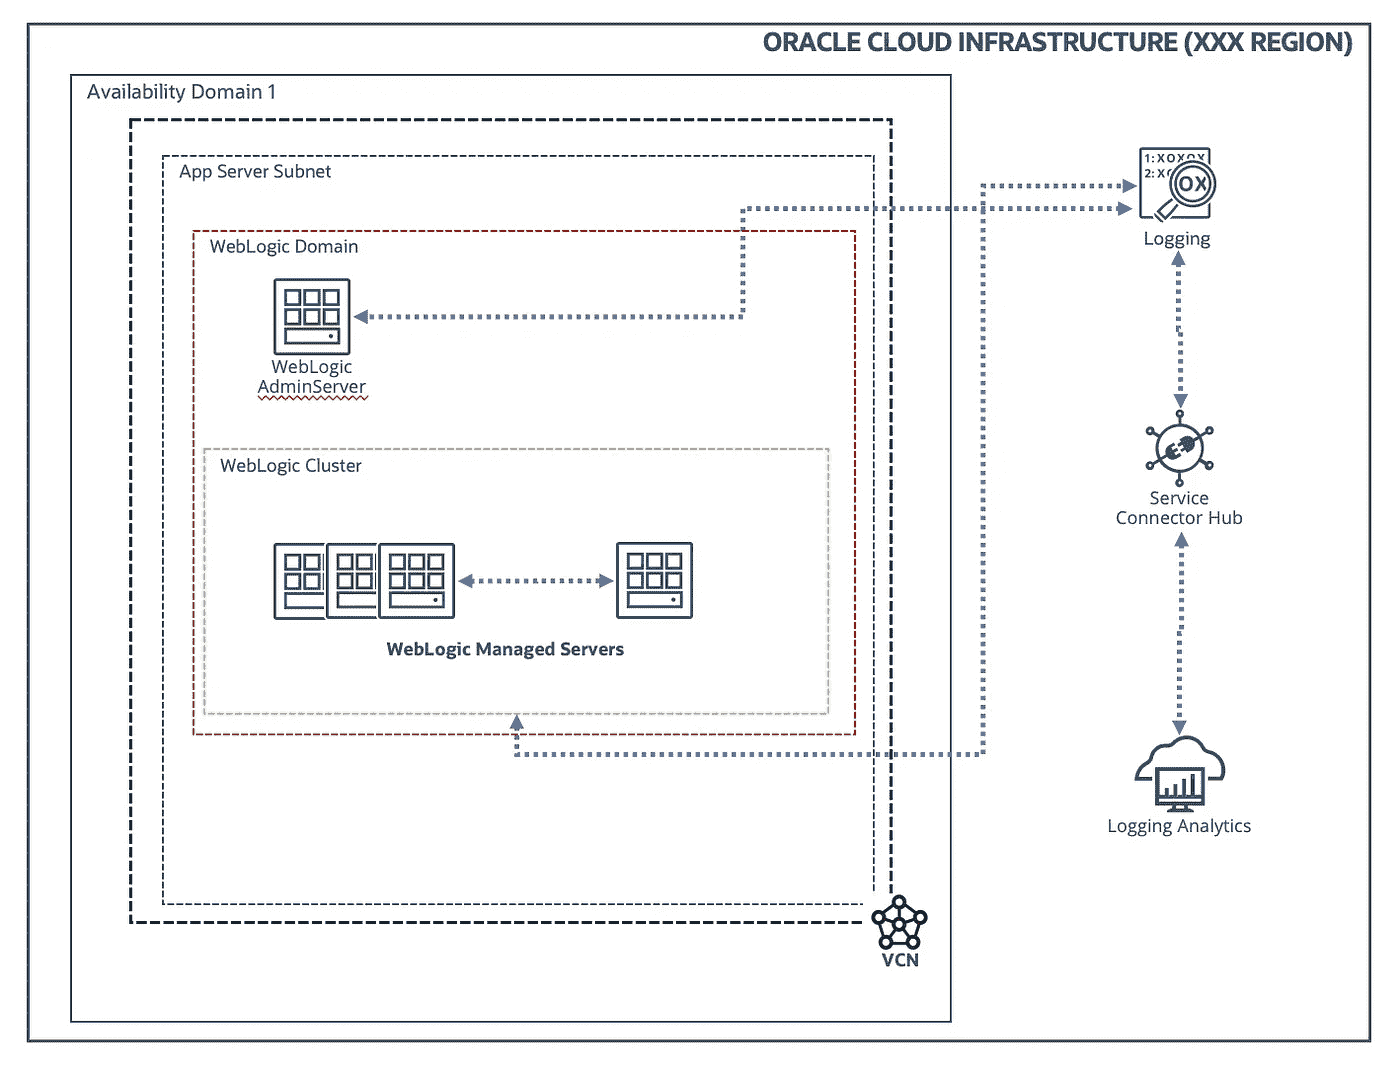 ORACLE CLOUD INFRASTRUCTURE (XXX REGION)
Availability Domain 1
App Server Subnet
WebLogic Domain
WebLogic
AdminServer
WebLogic Cluster
WebLogic Managed Servers
VCN
1:XOXOX
2:XO
OX
Logging
Service
Connector Hub
Logging Analytics